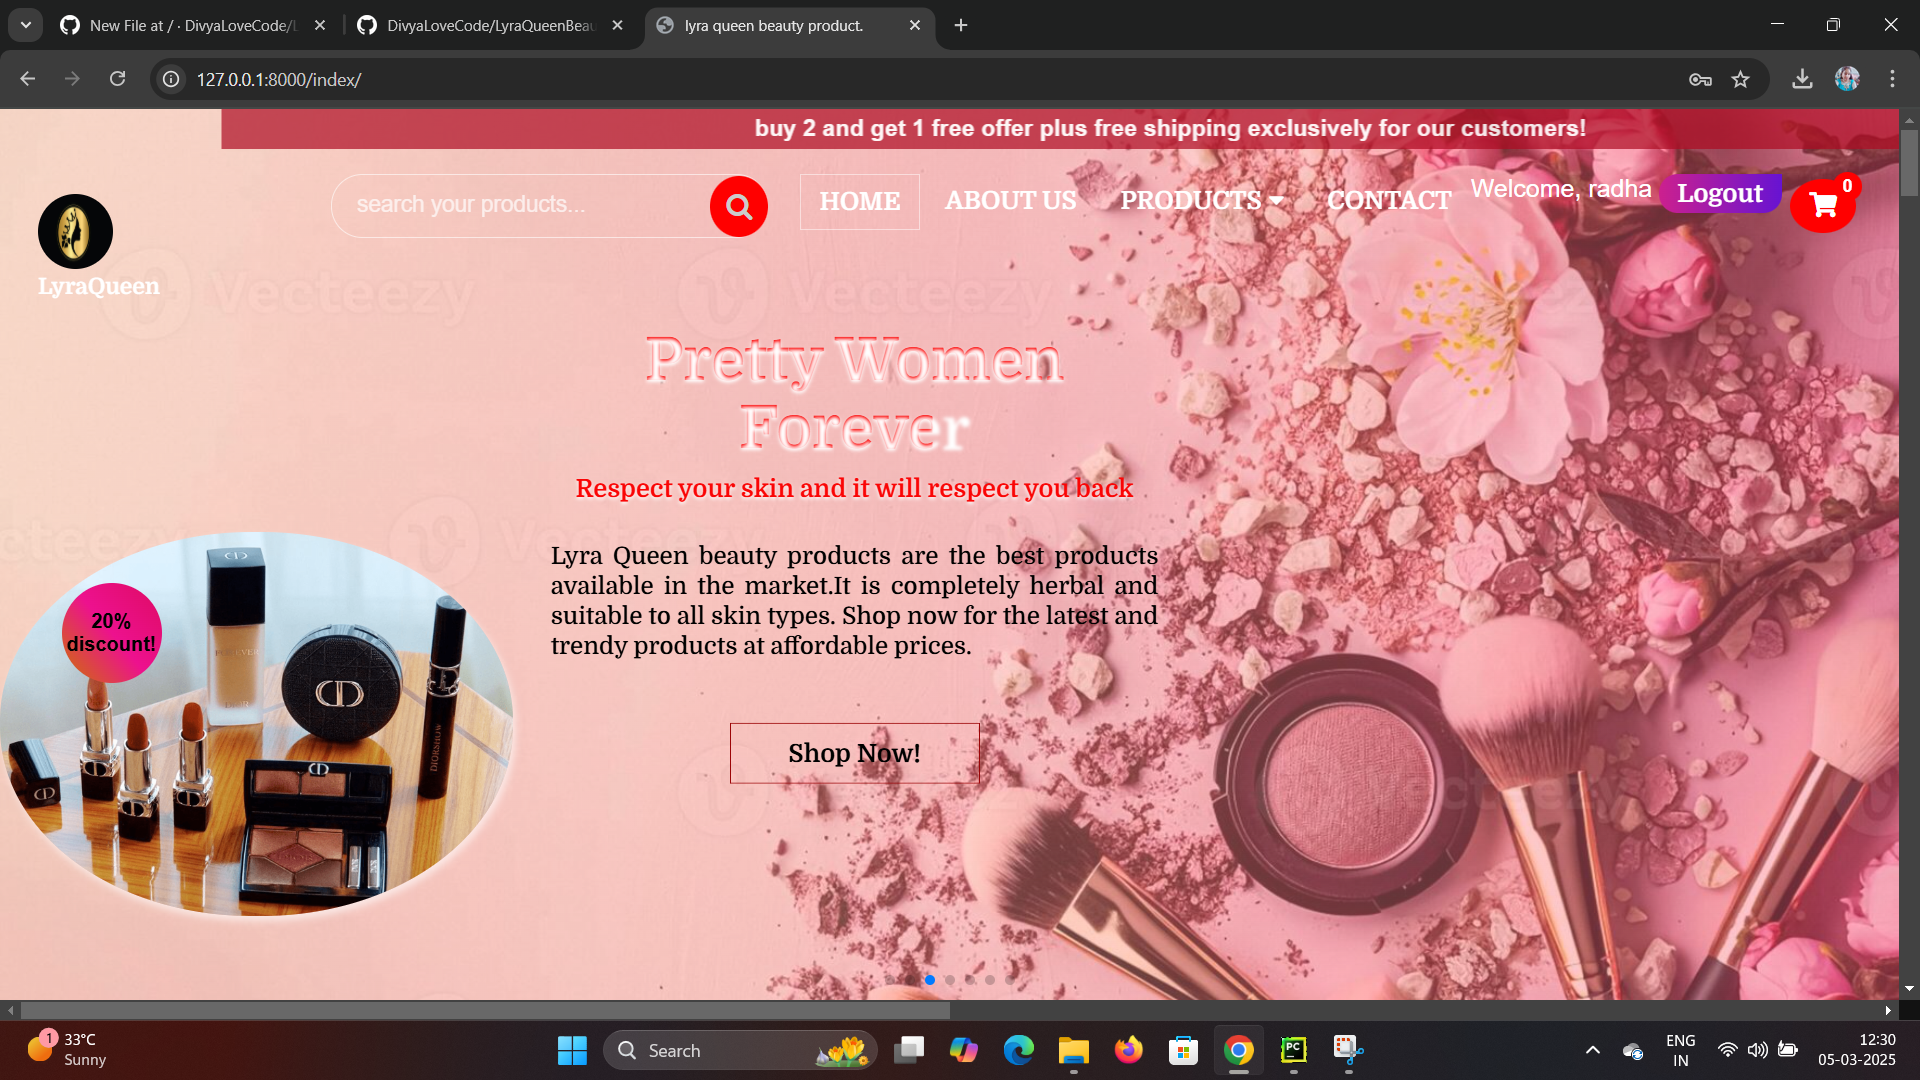 New File at / · DivyaLoveCode/L
DivyaLoveCode/LyraQueenBeau
lyra queen beauty product.
127.0.0.1:8000/index/
buy 2 and get 1 free offer plus free shipping exclusively for our customers!
search your products...
HOME
ABOUT US
PRODUCTS
CONTACT
Welcome, radha
Logout
0
LyraQueen
Vecteezy
Vecteezy
Pretty Women
Forever
Respect your skin and it will respect you back
Lyra Queen beauty products are the best products
available in the market.It is completely herbal and
suitable to all skin types. Shop now for the latest and
trendy products at affordable prices.
20%
discount!
DIORSHOW
Shop Now!
1
33°C
Sunny
Search
PC
ENG
IN
12:30
05-03-2025